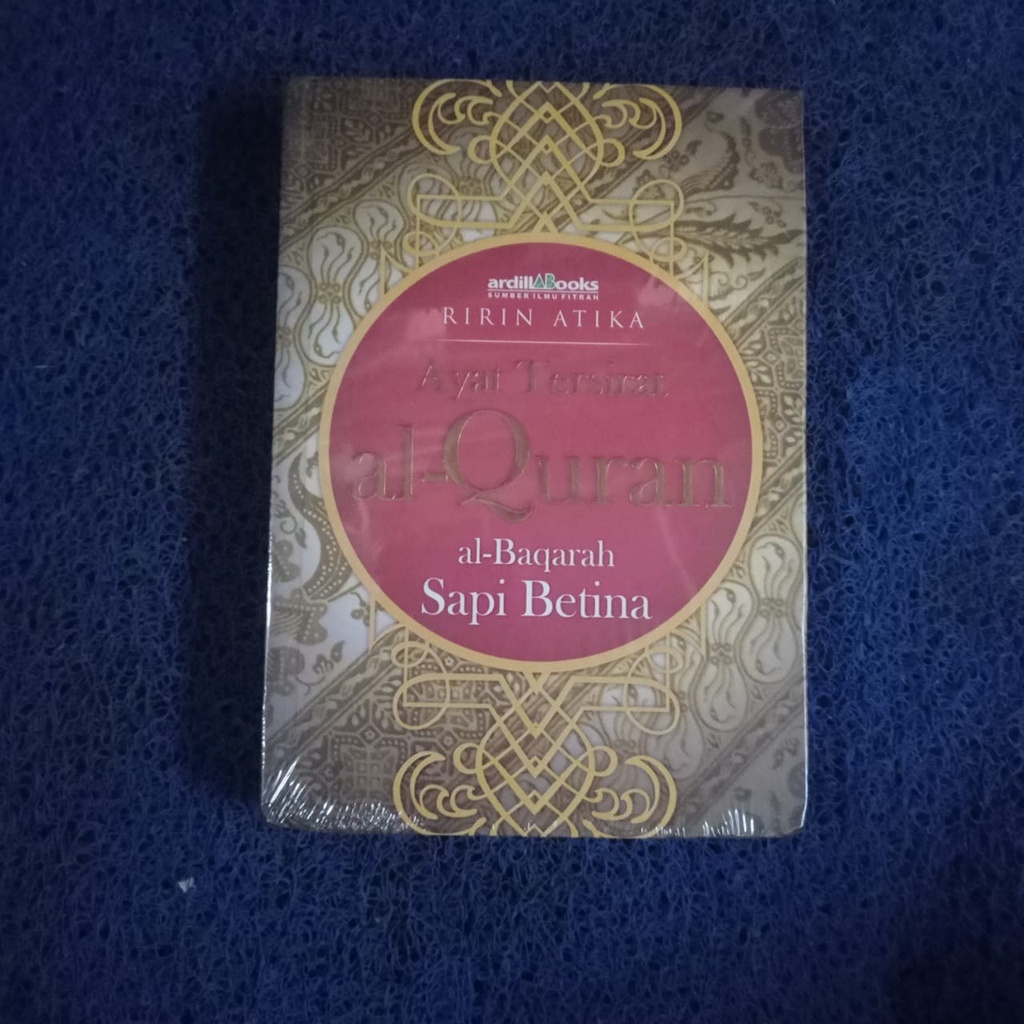 ardillABooks
SUMBER ILMU FITRAH
RIRIN ATIKA
Ayat Tersirat
al-Quran
al-Baqarah
Sapi Betina